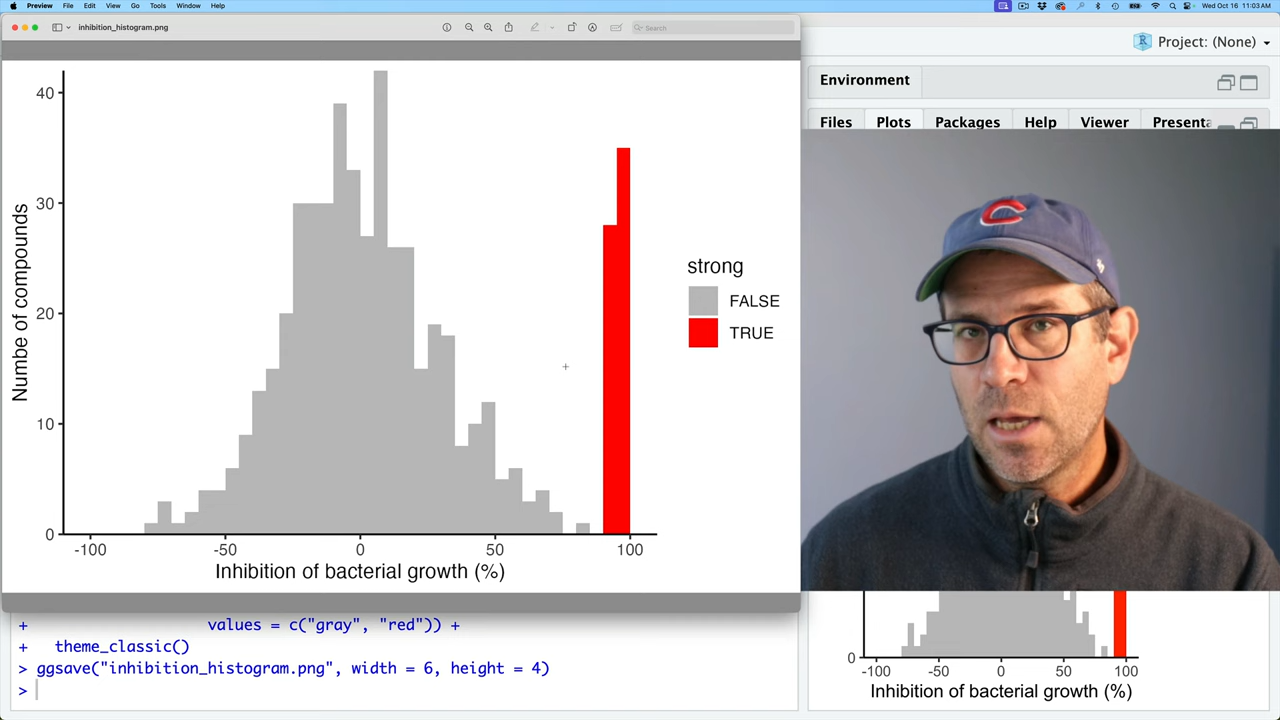 Preview File Edit View Go Tools Window Help
Wed Oct 16 11:03 AM
inhibition_histogram.png
Search
Project: (None)
Environment
Files Plots Packages Help Viewer Presenta
40
30
20
10
0
Numbe of compounds
-100 -50 0 50 100
Inhibition of bacterial growth (%)
strong
FALSE
TRUE
C
+ values = c("gray", "red")) +
+ theme_classic()
> ggsave("inhibition_histogram.png", width = 6, height = 4)
>
0
-100 -50 0 50 100
Inhibition of bacterial growth (%)